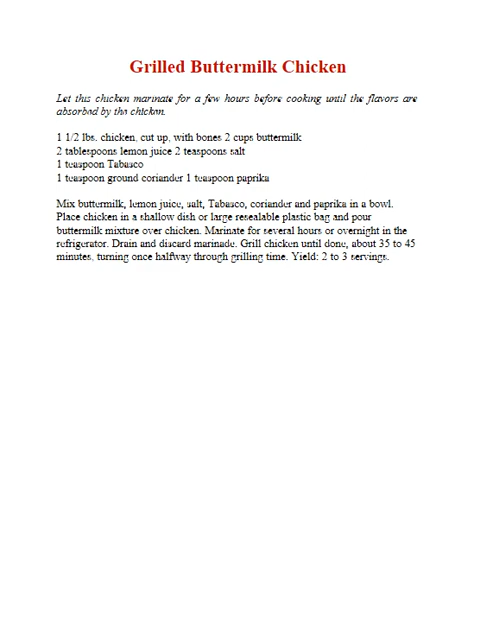 Grilled Buttermilk Chicken
Let this chicken marinate for a few hours before cooking until the flavors are
absorbed by the chicken.
1 1/2 lbs. chicken, cut up, with bones 2 cups buttermilk
2 tablespoons lemon juice 2 teaspoons salt
1 teaspoon Tabasco
1 teaspoon ground coriander 1 teaspoon paprika
Mix buttermilk, lemon juice, salt, Tabasco, coriander and paprika in a bowl.
Place chicken in a shallow dish or large resealable plastic bag and pour
buttermilk mixture over chicken. Marinate for several hours or overnight in the
refrigerator. Drain and discard marinade. Grill chicken until done, about 35 to 45
minutes, turning once halfway through grilling time. Yield: 2 to 3 servings.